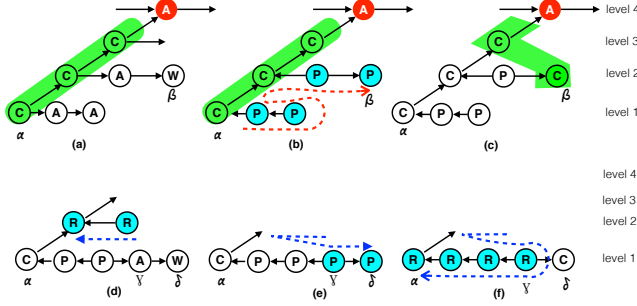 A A A level 4
C C C level 3
C A W C P P C P C level 2
β β β
C A A C P P C P P level 1
α α α
(a) (b) (c)
level 4
level 3
R R level 2
C P P A W C P P P P R R R R C level 1
α γ δ α γ δ α γ δ
(d) (e) (f)